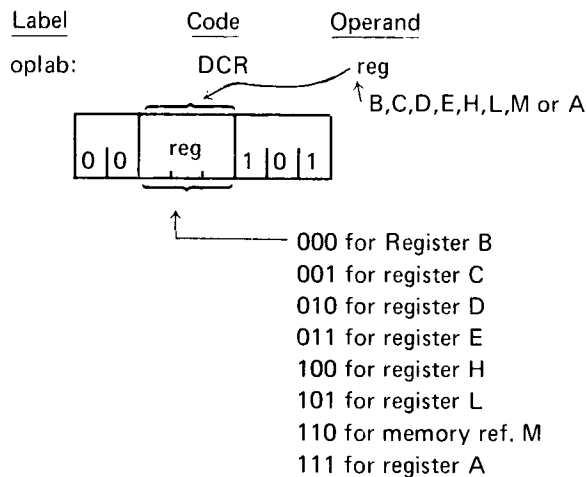 Label Code Operand
oplab: DCR reg
B,C,D,E,H,L,M or A
0 0 reg 1 0 1
000 for Register B
001 for register C
010 for register D
011 for register E
100 for register H
101 for register L
110 for memory ref. M
111 for register A